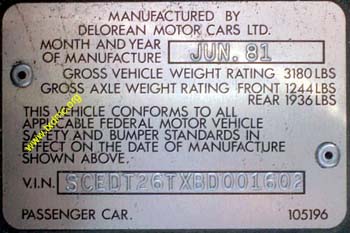 MANUFACTURED BY
DELOREAN MOTOR CARS LTD.
MONTH AND YEAR
OF MANUFACTURE JUN. 81
GROSS VEHICLE WEIGHT RATING 3180 LBS
GROSS AXLE WEIGHT RATING FRONT 1244 LBS
REAR 1936 LBS
THIS VEHICLE CONFORMS TO ALL
APPLICABLE FEDERAL MOTOR VEHICLE
SAFETY AND BUMPER STANDARDS IN
EFFECT ON THE DATE OF MANUFACTURE
SHOWN ABOVE.
V.I.N. SCEDT26TXBD001602
PASSENGER CAR. 105196